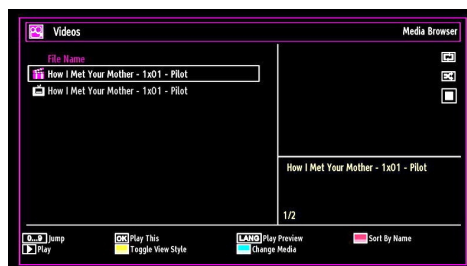 Videos
Media Browser
File Name
How I Met Your Mother - 1x01 - Pilot
How I Met Your Mother - 1x01 - Pilot
How I Met Your Mother - 1x01 - Pilot
1/2
0...9 Jump
OK Play This
LANG Play Preview
Sort By Name
Play
Toggle View Style
Change Media